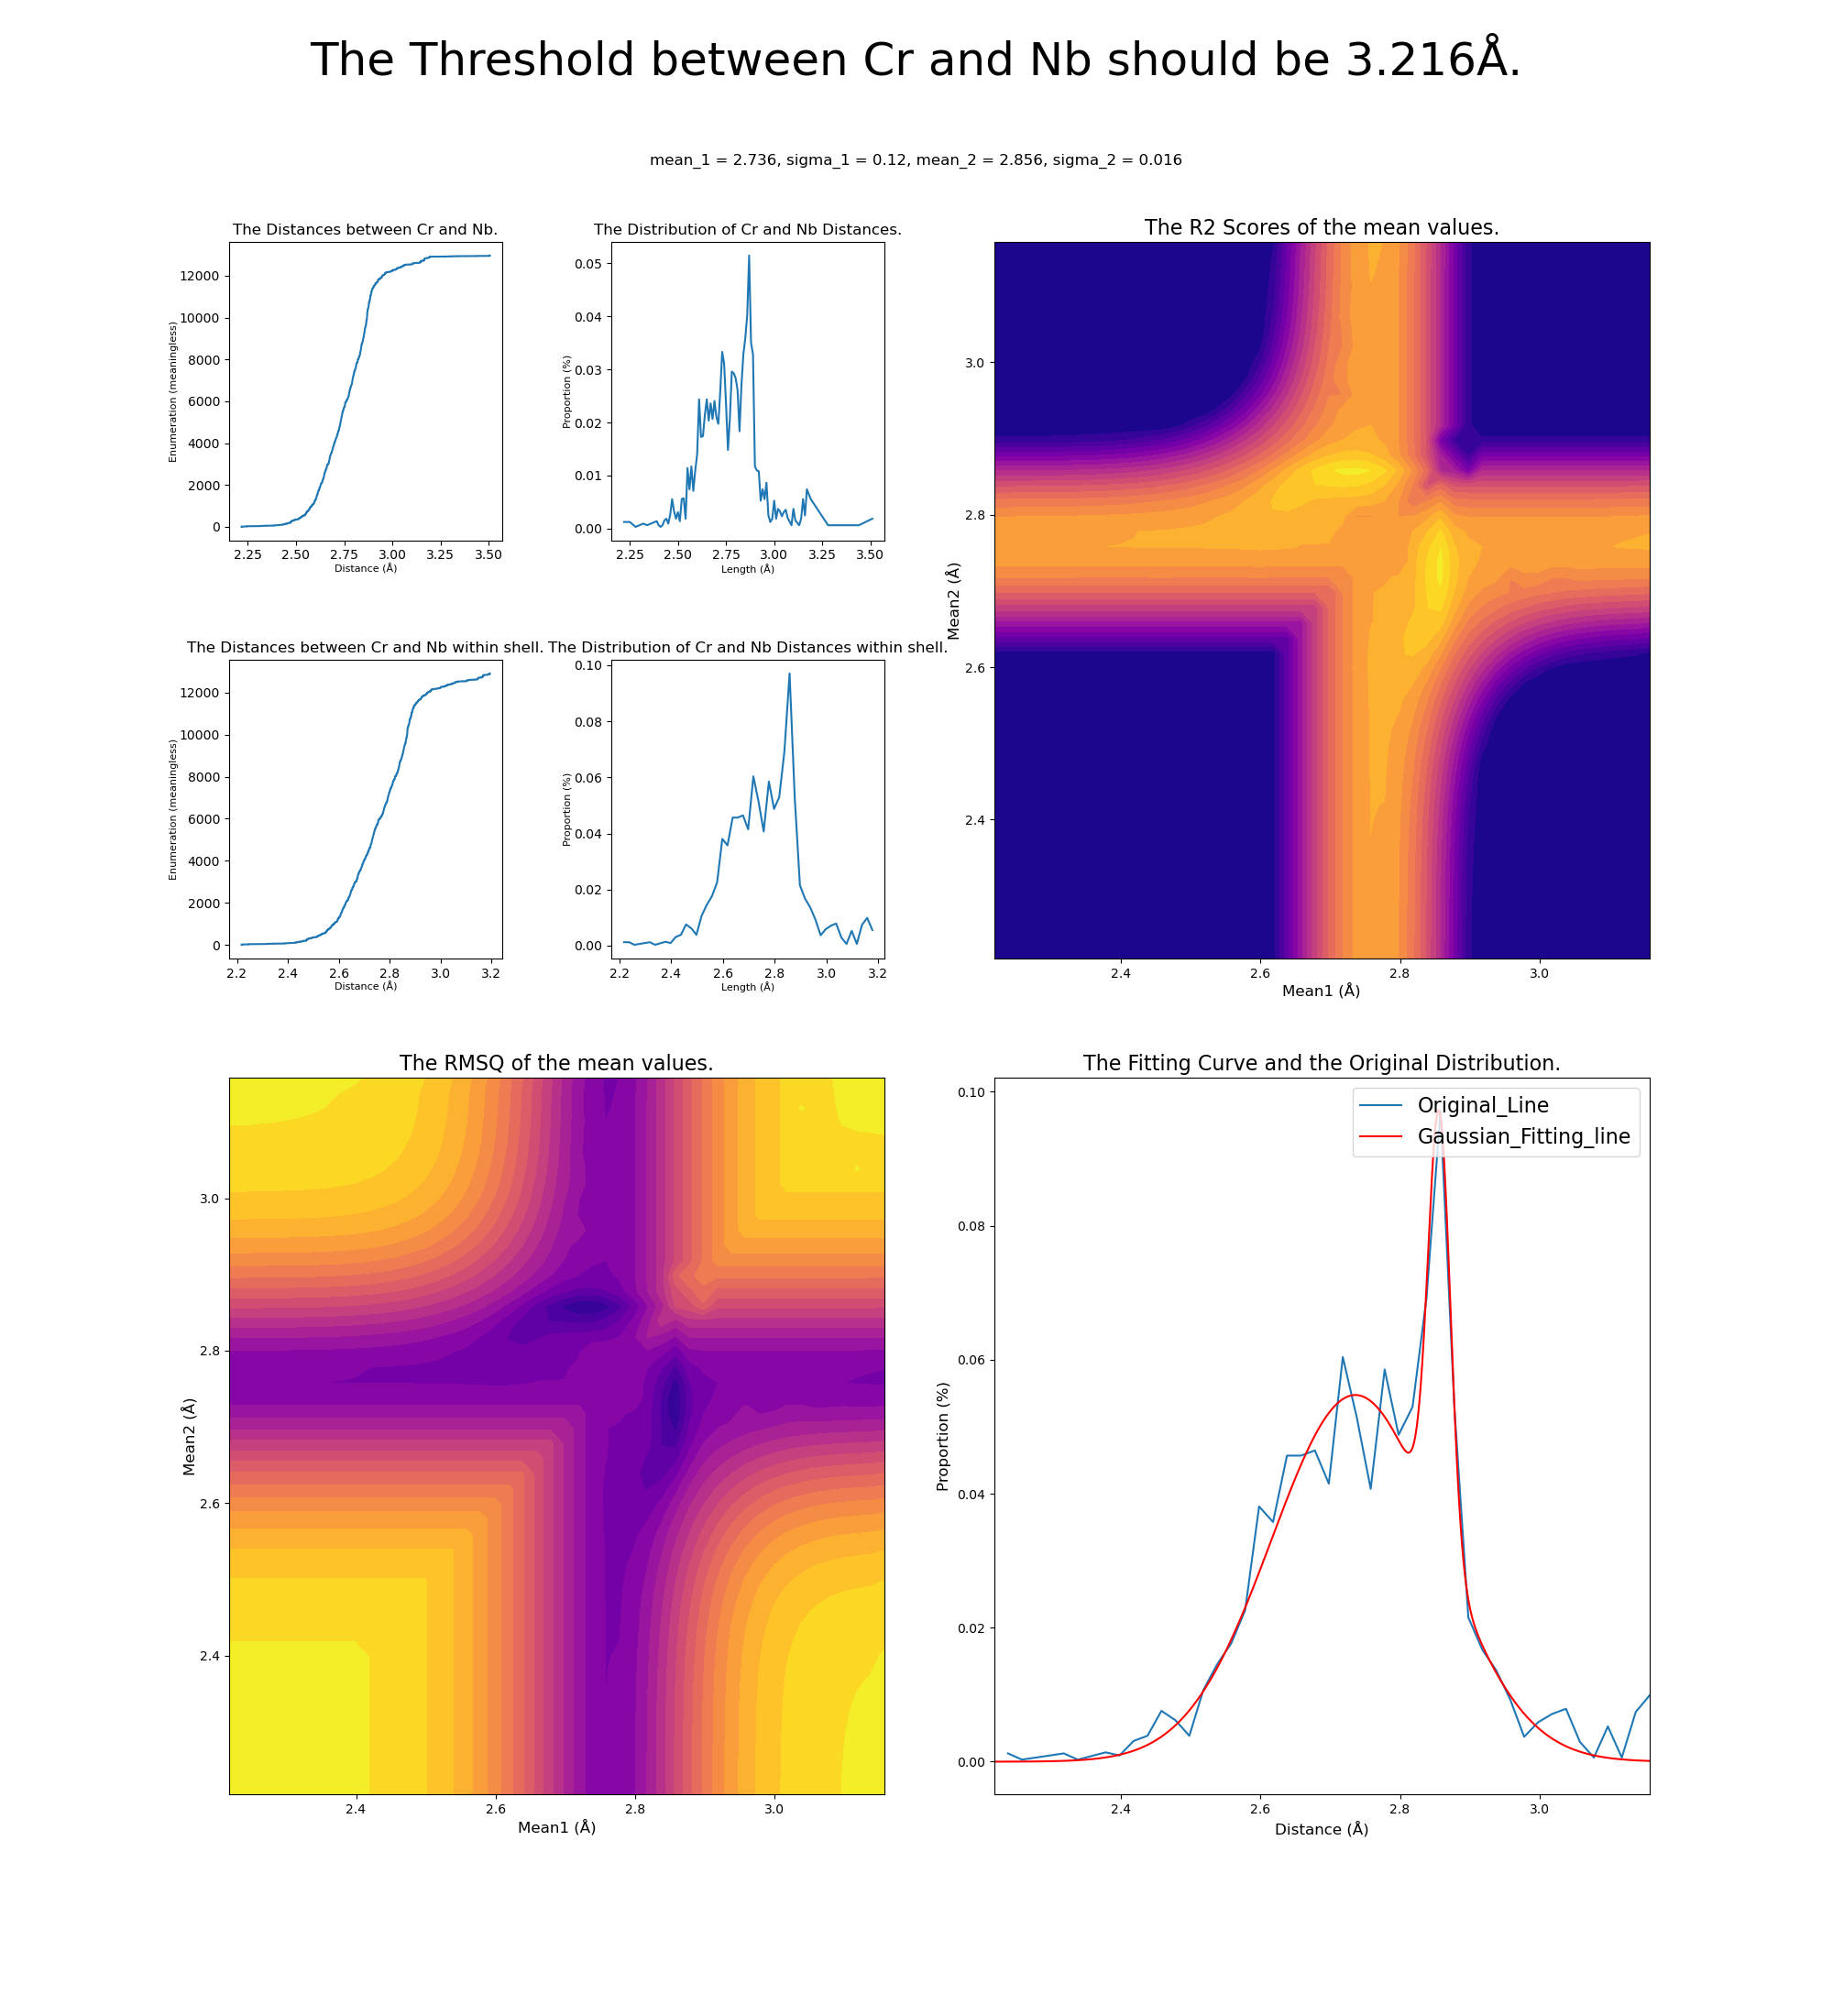 The Threshold between Cr and Nb should be 3.216Å.
mean_1 = 2.736, sigma_1 = 0.12, mean_2 = 2.856, sigma_2 = 0.016
The Distances between Cr and Nb.
Enumeration (meaningless)
12000
10000
8000
6000
4000
2000
0
2.25 2.50 2.75 3.00 3.25 3.50
Distance (Å)
The Distribution of Cr and Nb Distances.
Proportion (%)
0.05
0.04
0.03
0.02
0.01
0.00
2.25 2.50 2.75 3.00 3.25 3.50
Length (Å)
The R2 Scores of the mean values.
Mean2 (Å)
3.0
2.8
2.6
2.4
2.4 2.6 2.8 3.0
Mean1 (Å)
The Distances between Cr and Nb within shell.
Enumeration (meaningless)
12000
10000
8000
6000
4000
2000
0
2.2 2.4 2.6 2.8 3.0 3.2
Distance (Å)
The Distribution of Cr and Nb Distances within shell.
Proportion (%)
0.10
0.08
0.06
0.04
0.02
0.00
2.2 2.4 2.6 2.8 3.0 3.2
Length (Å)
The RMSQ of the mean values.
Mean2 (Å)
3.0
2.8
2.6
2.4
2.4 2.6 2.8 3.0
Mean1 (Å)
The Fitting Curve and the Original Distribution.
Original_Line
Gaussian_Fitting_line
Proportion (%)
0.10
0.08
0.06
0.04
0.02
0.00
2.4 2.6 2.8 3.0
Distance (Å)